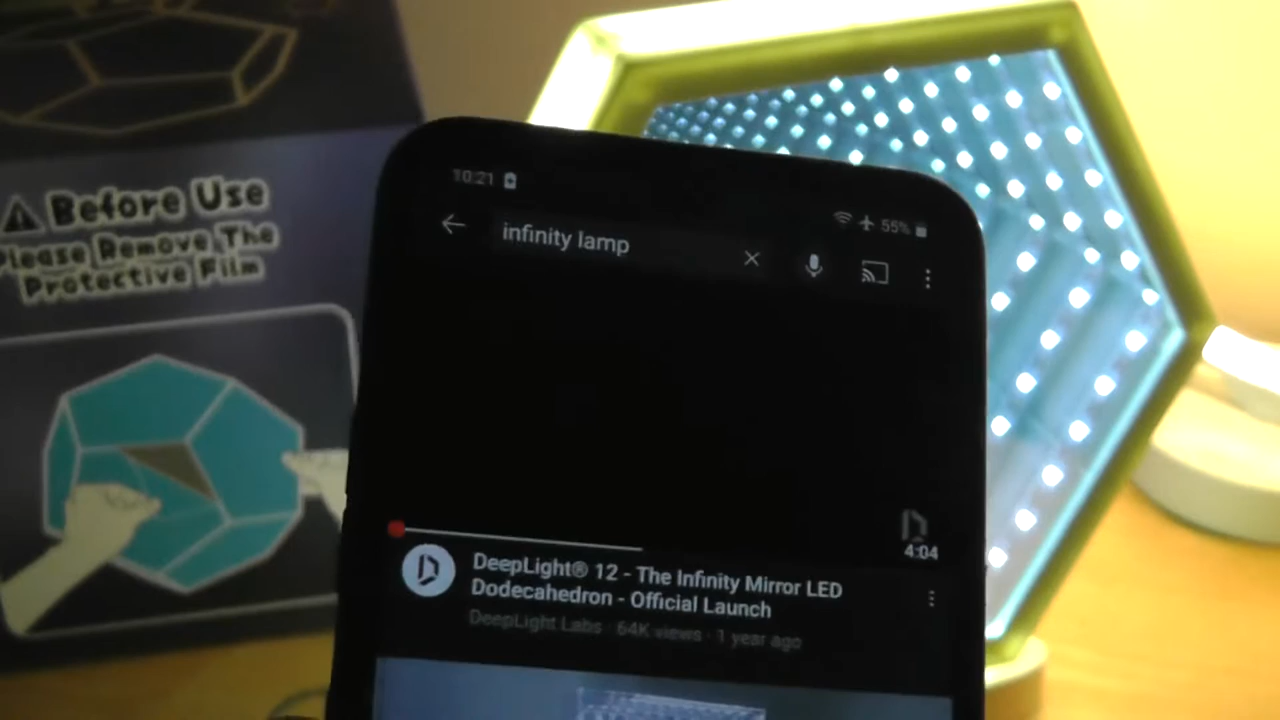 Before Use
Please Remove The
Protective Film
10:21
55%
infinity lamp
4:04
DeepLight® 12 - The Infinity Mirror LED
Dodecahedron - Official Launch
DeepLight Labs · 64K views · 1 year ago